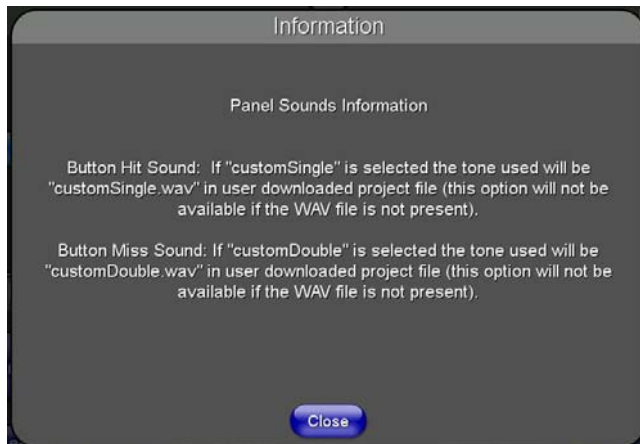 Information
Panel Sounds Information
Button Hit Sound: If "customSingle" is selected the tone used will be
"customSingle.wav" in user downloaded project file (this option will not be
available if the WAV file is not present).
Button Miss Sound: If "customDouble" is selected the tone used will be
"customDouble.wav" in user downloaded project file (this option will not be
available if the WAV file is not present).
Close